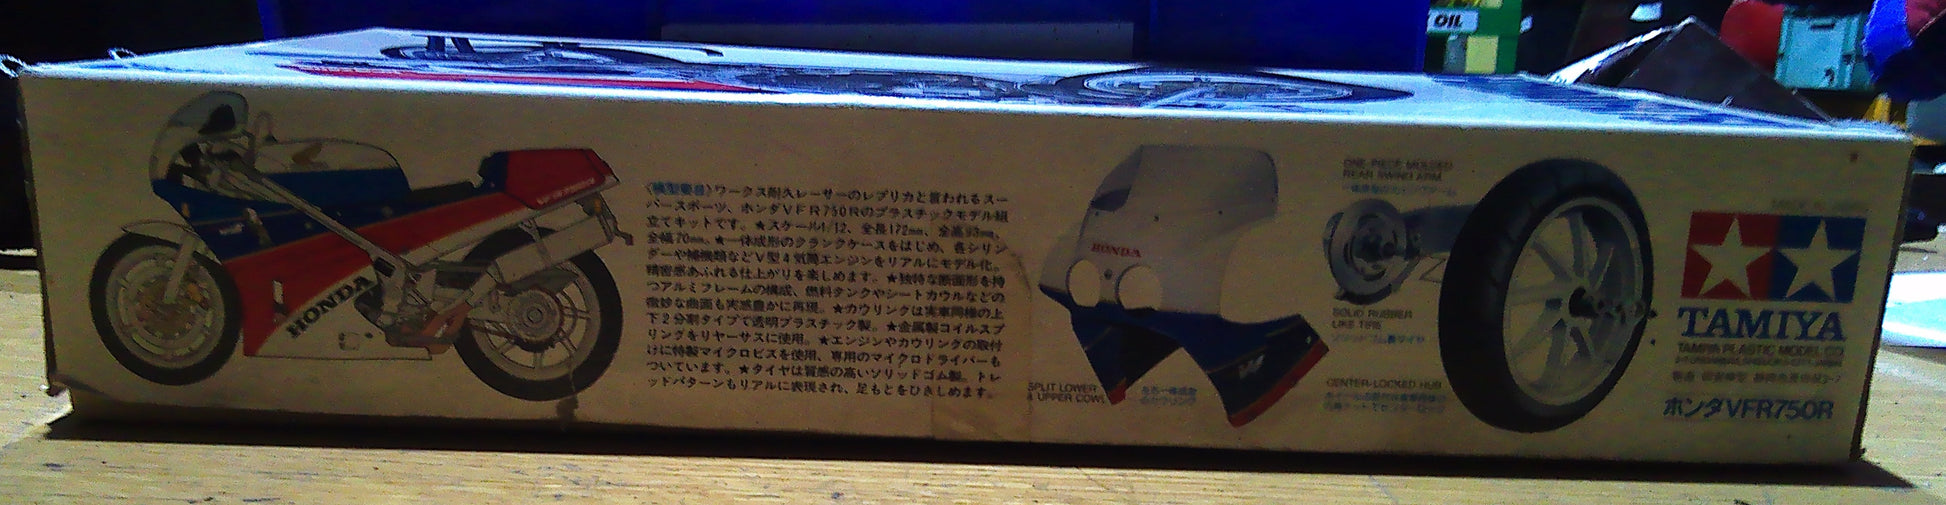 OIL
HONDA
〈模型要目〉ワークス耐久レーサーのレプリカと言われるスー
パースポーツ、ホンダVFR750Rのプラスチックモデル組
立てキットです。★スケール1/12、全長172mm、全高93mm、
全幅70mm。★一体成形のクランクケースをはじめ、各シリン
ダーや補機類などV型4気筒エンジンをリアルにモデル化。
精密感あふれる仕上がりを楽しめます。★独特な断面形を持
つアルミフレームの構成、燃料タンクやシートカウルなどの
微妙な曲面も実感豊かに再現。★カウリングは実車同様の上
下2分割タイプで透明プラスチック製。★金属製コイルスプ
リングをリヤーサスに使用。★エンジンやカウリングの取付
けに特製マイクロビスを使用、専用のマイクロドライバーも
ついています。★タイヤは質感の高いソリッドゴム製。トレ
ッドパターンもリアルに表現され、足もとをひきしめます。
HONDA
SPLIT LOWER
& UPPER COWL
ONE-PIECE MOLDED
REAR SWING ARM
SOLID RUBBER
LIKE TIRE
ソリッドゴム製タイヤ
CENTER-LOCKED HUB
TAMIYA
TAMIYA PLASTIC MODEL CO.
ホンダVFR750R